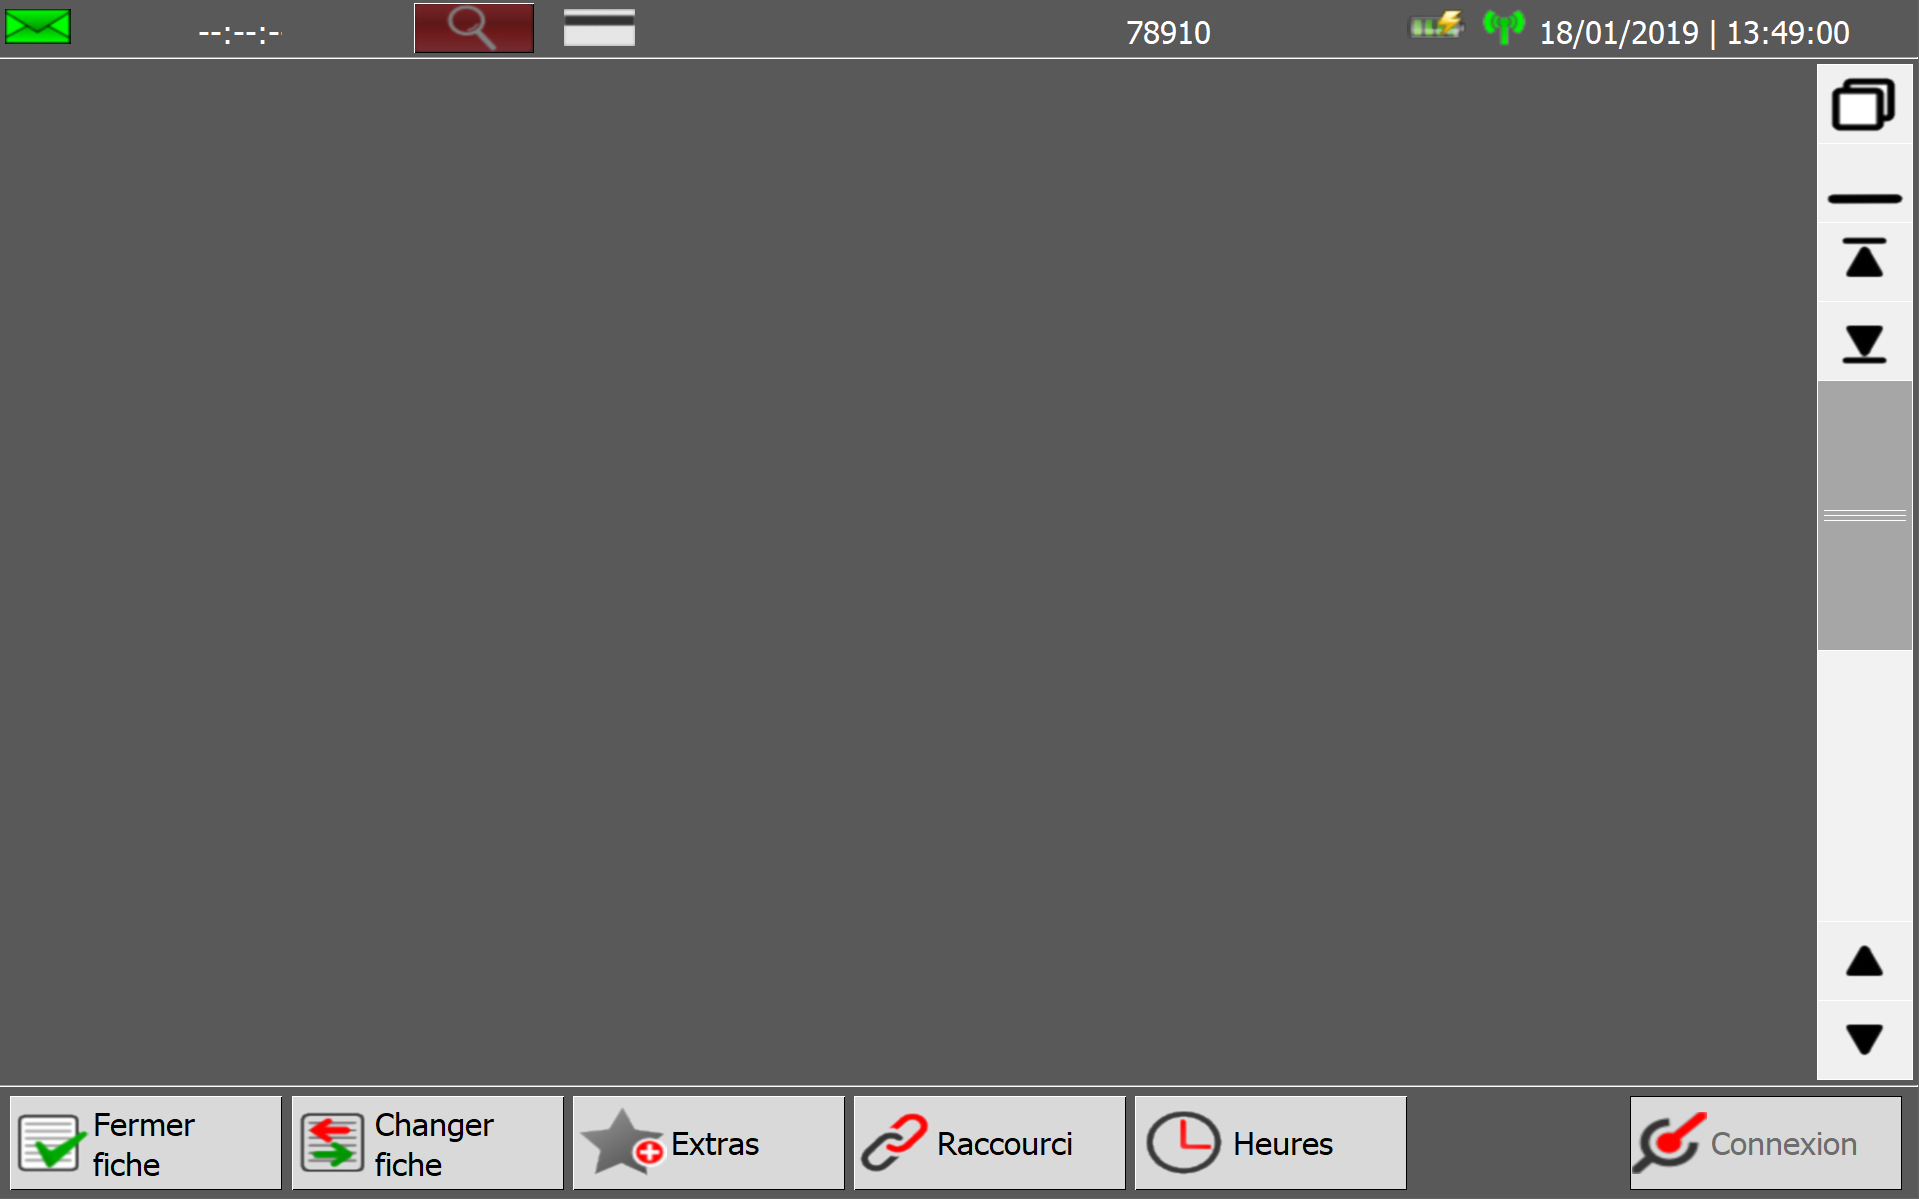 --:--:-
78910
18/01/2019 | 13:49:00
Fermer
fiche
Changer
fiche
Extras
Raccourci
Heures
Connexion